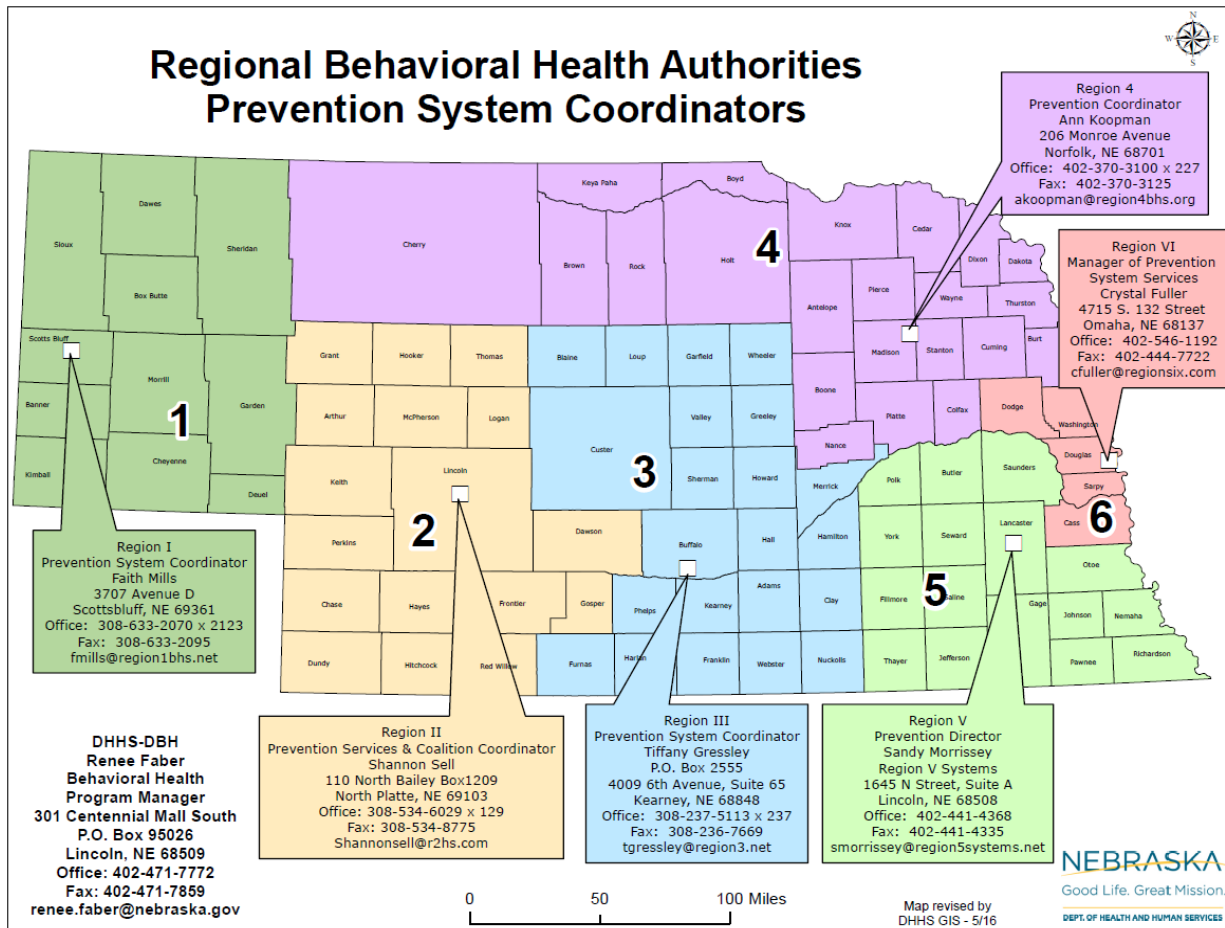 N
W E
S
Regional Behavioral Health Authorities
Prevention System Coordinators
Region 4
Prevention Coordinator
Ann Koopman
206 Monroe Avenue
Norfolk, NE 68701
Office: 402-370-3100 x 227
Fax: 402-370-3125
akoopman@region4bhs.org
Region VI
Manager of Prevention
System Services
Crystal Fuller
4715 S. 132 Street
Omaha, NE 68137
Office: 402-546-1192
Fax: 402-444-7722
cfuller@regionsix.com
Sioux
Dawes
Sheridan
Box Butte
Scotts Bluff
Morrill
Garden
Banner
Kimball
Cheyenne
Deuel
1
Cherry
Keya Paha
Boyd
Brown
Rock
Holt
4
Knox
Cedar
Dixon
Dakota
Antelope
Pierce
Wayne
Thurston
Madison
Stanton
Cuming
Burt
Boone
Platte
Colfax
Nance
Grant
Hooker
Thomas
Arthur
McPherson
Logan
Keith
Lincoln
Perkins
2
Dawson
Chase
Hayes
Frontier
Gosper
Dundy
Hitchcock
Red Willow
Blaine
Loup
Garfield
Wheeler
Custer
Valley
Greeley
3
Sherman
Howard
Merrick
Buffalo
Hall
Hamilton
Phelps
Kearney
Adams
Clay
Furnas
Harlan
Franklin
Webster
Nuckolls
Dodge
Washington
Douglas
Sarpy
Cass
6
Polk
Butler
Saunders
York
Seward
Lancaster
Otoe
Fillmore
5
Saline
Gage
Johnson
Nemaha
Thayer
Jefferson
Pawnee
Richardson
Region I
Prevention System Coordinator
Faith Mills
3707 Avenue D
Scottsbluff, NE 69361
Office: 308-633-2070 x 2123
Fax: 308-633-2095
fmills@region1bhs.net
Region II
Prevention Services & Coalition Coordinator
Shannon Sell
110 North Bailey Box1209
North Platte, NE 69103
Office: 308-534-6029 x 129
Fax: 308-534-8775
Shannonsell@r2hs.com
Region III
Prevention System Coordinator
Tiffany Gressley
P.O. Box 2555
4009 6th Avenue, Suite 65
Kearney, NE 68848
Office: 308-237-5113 x 237
Fax: 308-236-7669
tgressley@region3.net
Region V
Prevention Director
Sandy Morrissey
Region V Systems
1645 N Street, Suite A
Lincoln, NE 68508
Office: 402-441-4368
Fax: 402-441-4335
smorrissey@region5systems.net
DHHS-DBH
Renee Faber
Behavioral Health
Program Manager
301 Centennial Mall South
P.O. Box 95026
Lincoln, NE 68509
Office: 402-471-7772
Fax: 402-471-7859
renee.faber@nebraska.gov
0 50 100 Miles
Map revised by
DHHS GIS - 5/16
NEBRASKA
Good Life. Great Mission.
DEPT. OF HEALTH AND HUMAN SERVICES